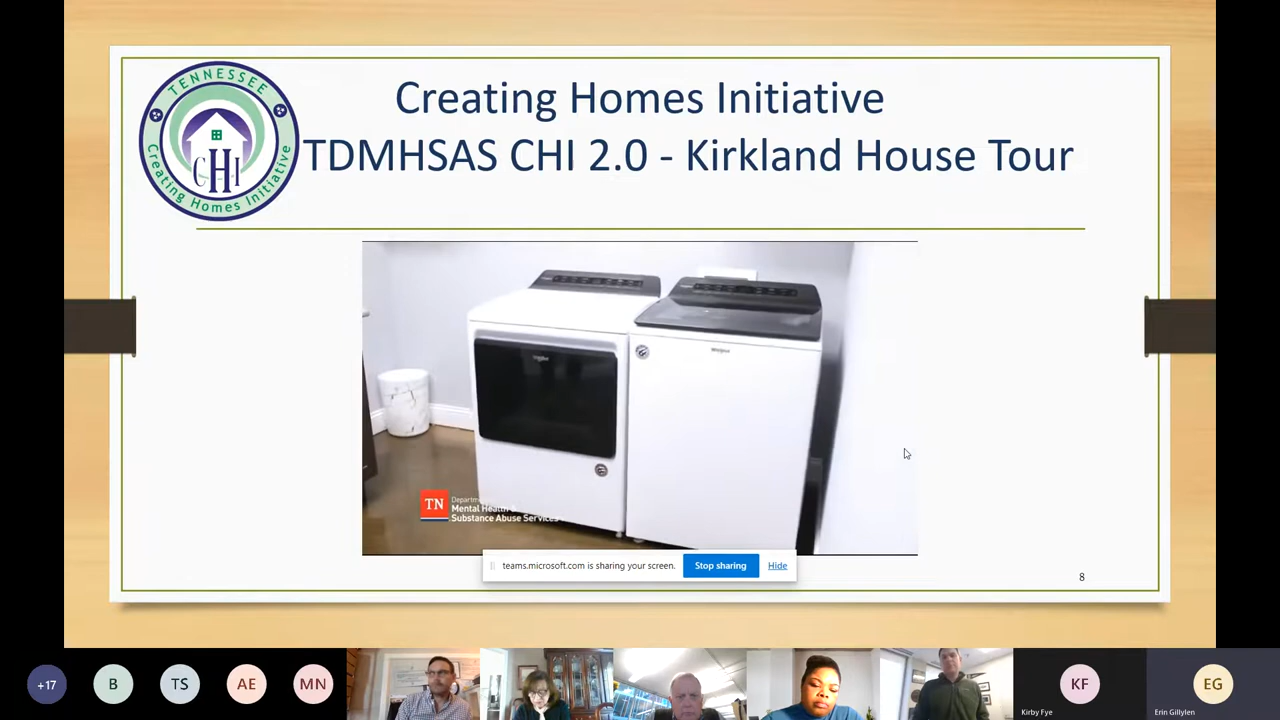 TENNESSEE
CHI
Creating Homes Initiative
Creating Homes Initiative
TDMHSAS CHI 2.0 - Kirkland House Tour
Whirlpool
TN
Mental Health &
Substance Abuse Services
teams.microsoft.com is sharing your screen.
Stop sharing
Hide
8
+17
B
TS
AE
MN
KF
Kirby Fye
EG
Erin Gillylen